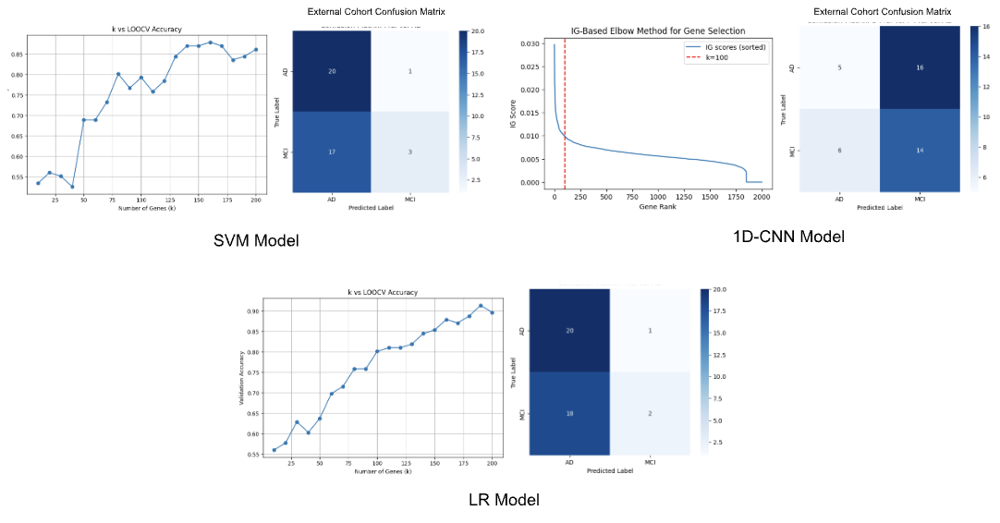 External Cohort Confusion Matrix
k vs LOOCV Accuracy
0.85
0.80
0.75
0.70
0.65
0.60
0.55
25 50 75 100 125 150 175 200
Number of Genes (k)
True Label
AD
MCI
20 1
17 3
AD MCI
Predicted Label
20.0
17.5
15.0
12.5
10.0
7.5
5.0
2.5
SVM Model
IG-Based Elbow Method for Gene Selection
IG scores (sorted)
k=100
IG Score
0.030
0.025
0.020
0.015
0.010
0.005
0.000
0 250 500 750 1000 1250 1500 1750 2000
Gene Rank
External Cohort Confusion Matrix
True Label
AD
MCI
5 16
6 14
AD MCI
Predicted Label
16
14
12
10
8
6
1D-CNN Model
k vs LOOCV Accuracy
Validation Accuracy
0.90
0.85
0.80
0.75
0.70
0.65
0.60
0.55
25 50 75 100 125 150 175 200
Number of Genes (k)
True Label
AD
MCI
20 1
18 2
AD MCI
Predicted Label
20.0
17.5
15.0
12.5
10.0
7.5
5.0
2.5
LR Model